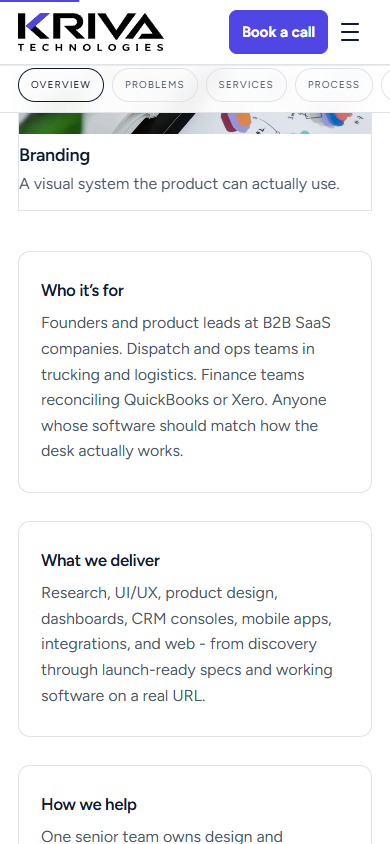 KRIVA
TECHNOLOGIES
Book a call
OVERVIEW
PROBLEMS
SERVICES
PROCESS
Branding
A visual system the product can actually use.
Who it’s for
Founders and product leads at B2B SaaS
companies. Dispatch and ops teams in
trucking and logistics. Finance teams
reconciling QuickBooks or Xero. Anyone
whose software should match how the
desk actually works.
What we deliver
Research, UI/UX, product design,
dashboards, CRM consoles, mobile apps,
integrations, and web - from discovery
through launch-ready specs and working
software on a real URL.
How we help
One senior team owns design and